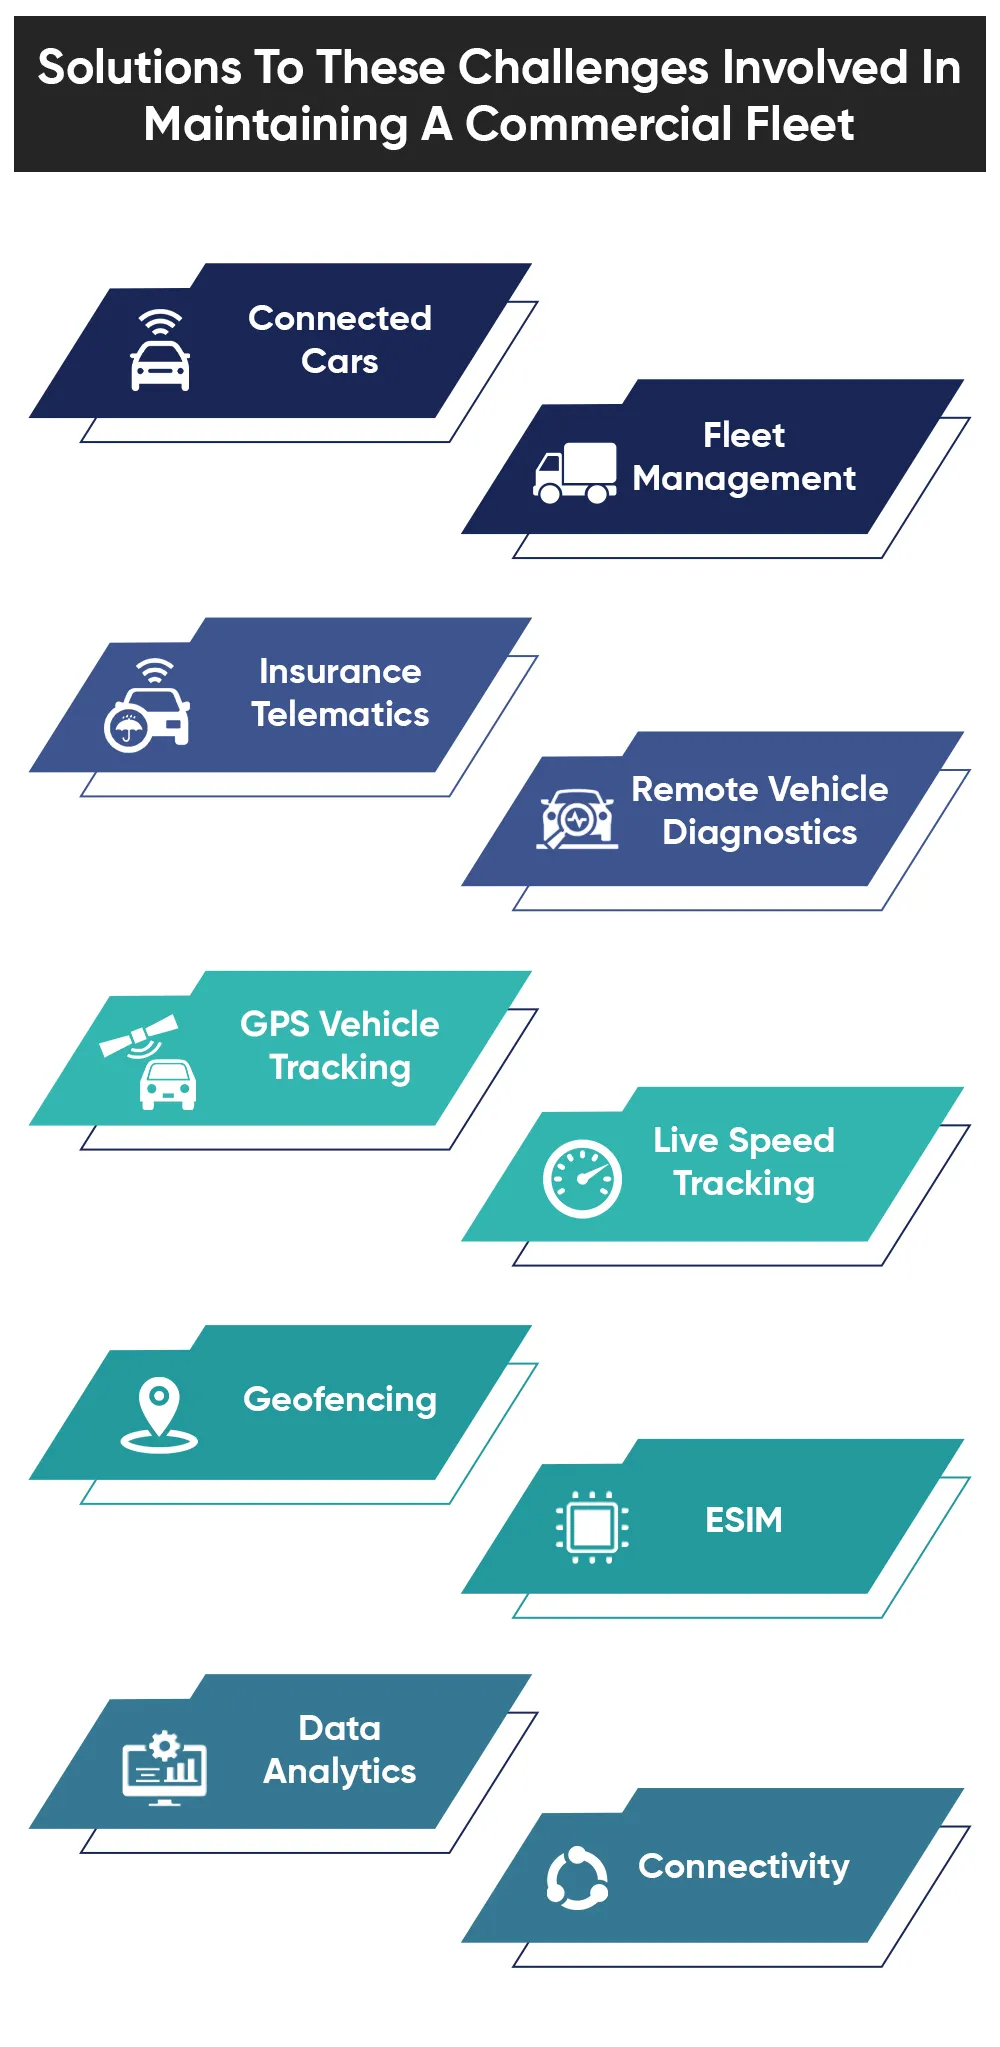 Solutions To These Challenges Involved In
Maintaining A Commercial Fleet
Connected
Cars
Fleet
Management
Insurance
Telematics
Remote Vehicle
Diagnostics
GPS Vehicle
Tracking
Live Speed
Tracking
Geofencing
ESIM
Data
Analytics
Connectivity